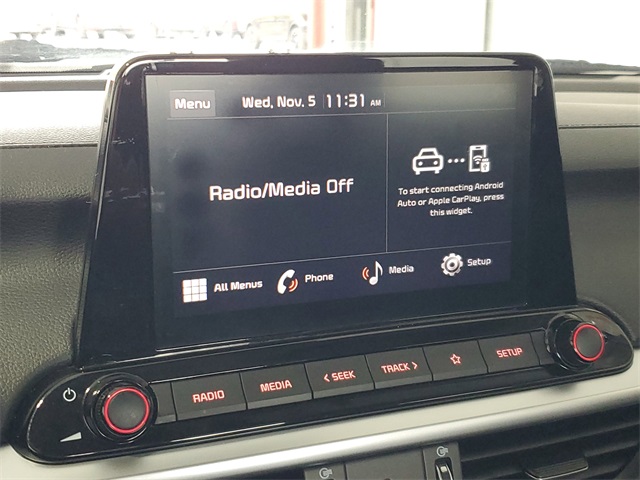 Menu
Wed, Nov. 5 11:31 AM
Radio/Media Off
To start connecting Android
Auto or Apple CarPlay, press
this widget.
All Menus
Phone
Media
Setup
RADIO
MEDIA
< SEEK
TRACK >
SETUP